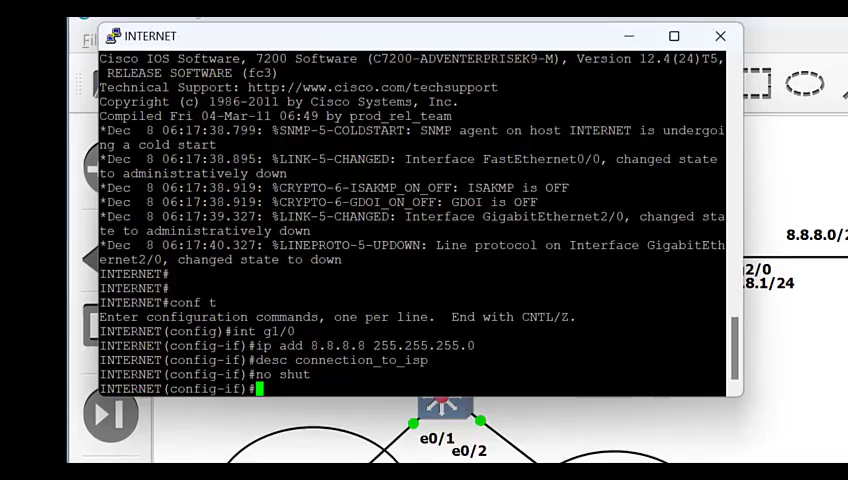 INTERNET
Fil
Cisco IOS Software, 7200 Software (C7200-ADVENTERPRISEK9-M), Version 12.4(24)T5,
 RELEASE SOFTWARE (fc3)
Technical Support: http://www.cisco.com/techsupport
Copyright (c) 1986-2011 by Cisco Systems, Inc.
Compiled Fri 04-Mar-11 06:49 by prod_rel_team
*Dec  8 06:17:38.799: %SNMP-5-COLDSTART: SNMP agent on host INTERNET is undergoi
ng a cold start
*Dec  8 06:17:38.895: %LINK-5-CHANGED: Interface FastEthernet0/0, changed state
to administratively down
*Dec  8 06:17:38.919: %CRYPTO-6-ISAKMP_ON_OFF: ISAKMP is OFF
*Dec  8 06:17:38.919: %CRYPTO-6-GDOI_ON_OFF: GDOI is OFF
*Dec  8 06:17:39.327: %LINK-5-CHANGED: Interface GigabitEthernet2/0, changed sta
te to administratively down
*Dec  8 06:17:40.327: %LINEPROTO-5-UPDOWN: Line protocol on Interface GigabitEth
ernet2/0, changed state to down
INTERNET#
INTERNET#
INTERNET#conf t
Enter configuration commands, one per line.  End with CNTL/Z.
INTERNET(config)#int g1/0
INTERNET(config-if)#ip add 8.8.8.8 255.255.255.0
INTERNET(config-if)#desc connection_to_isp
INTERNET(config-if)#no shut
INTERNET(config-if)#
8.8.8.0/2
g2/0
.8.1/24
e0/1
e0/2